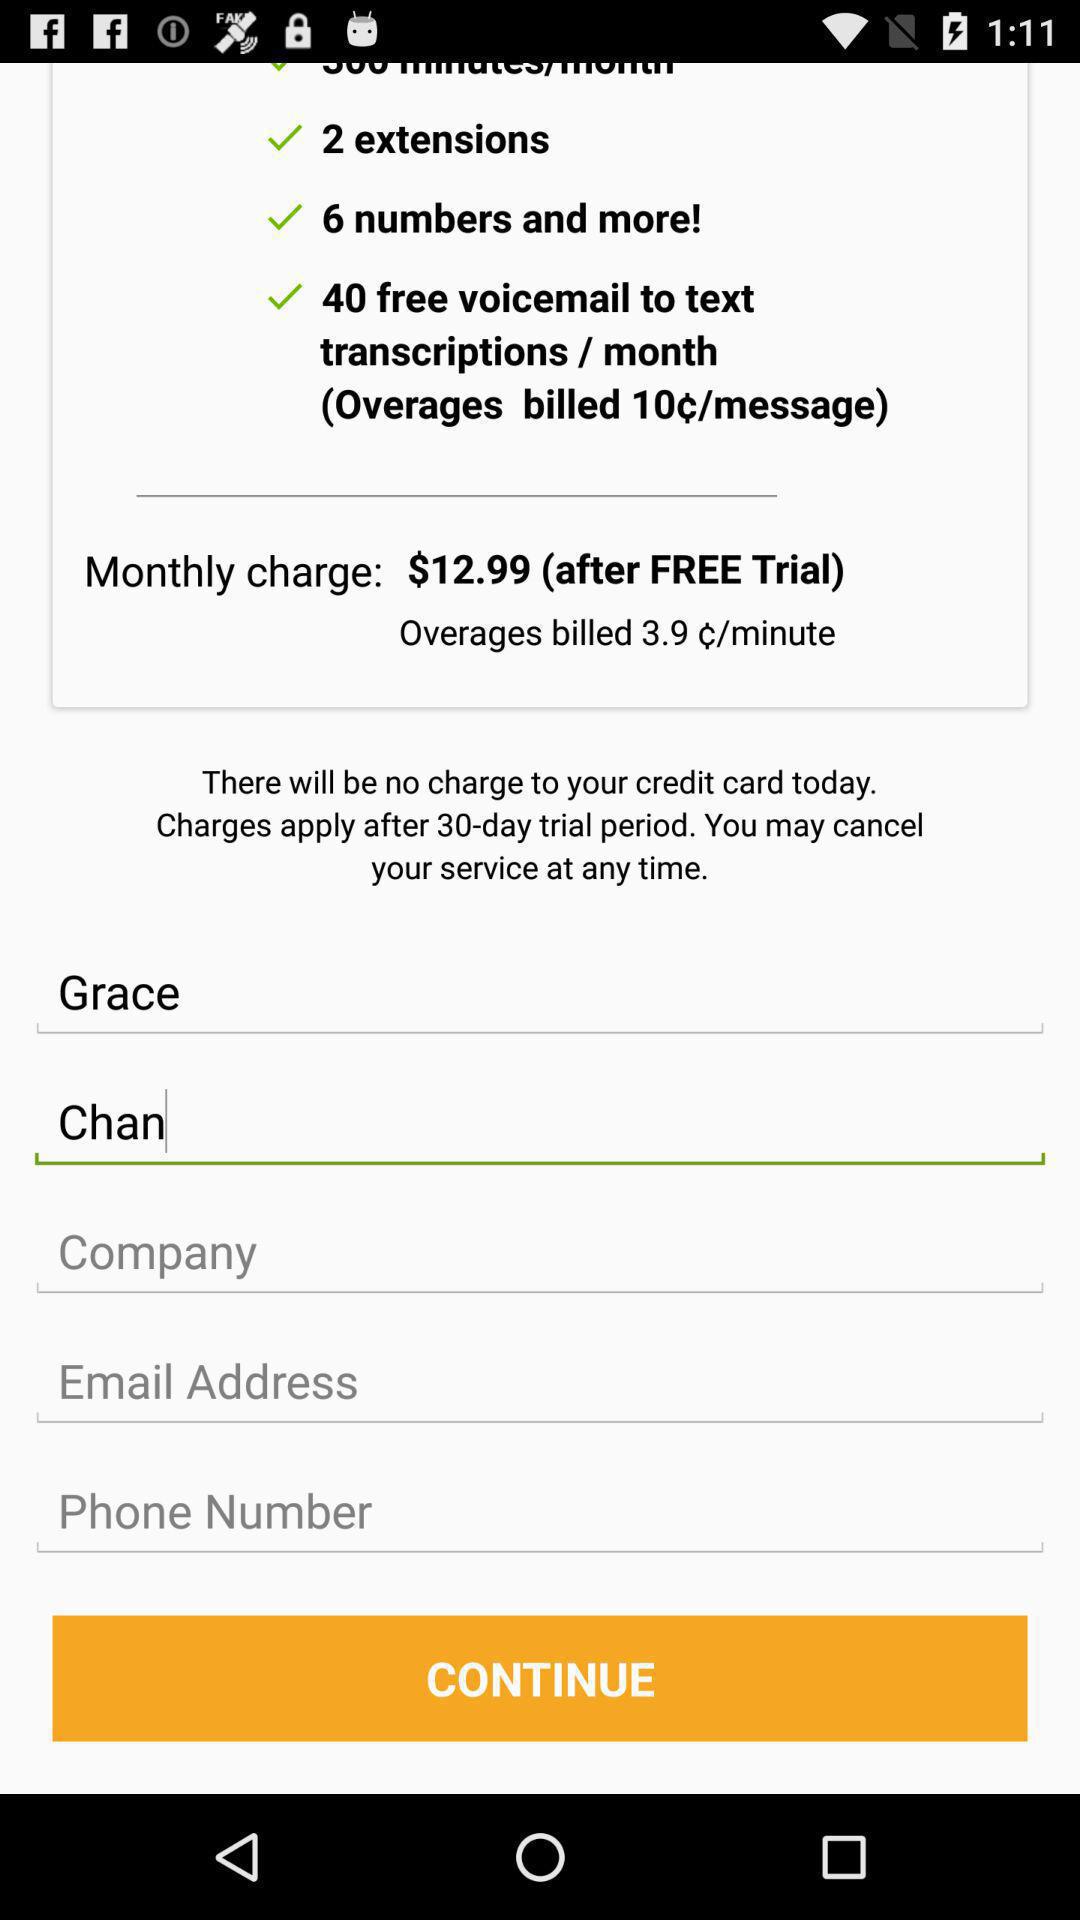 FAKE
1:11
300 minutes/month
2 extensions
6 numbers and more!
40 free voicemail to text
transcriptions / month
(Overages  billed 10¢/message)
Monthly charge: $12.99 (after FREE Trial)
Overages billed 3.9 ¢/minute
There will be no charge to your credit card today.
Charges apply after 30-day trial period. You may cancel
your service at any time.
Grace
Chan
Company
Email Address
Phone Number
CONTINUE